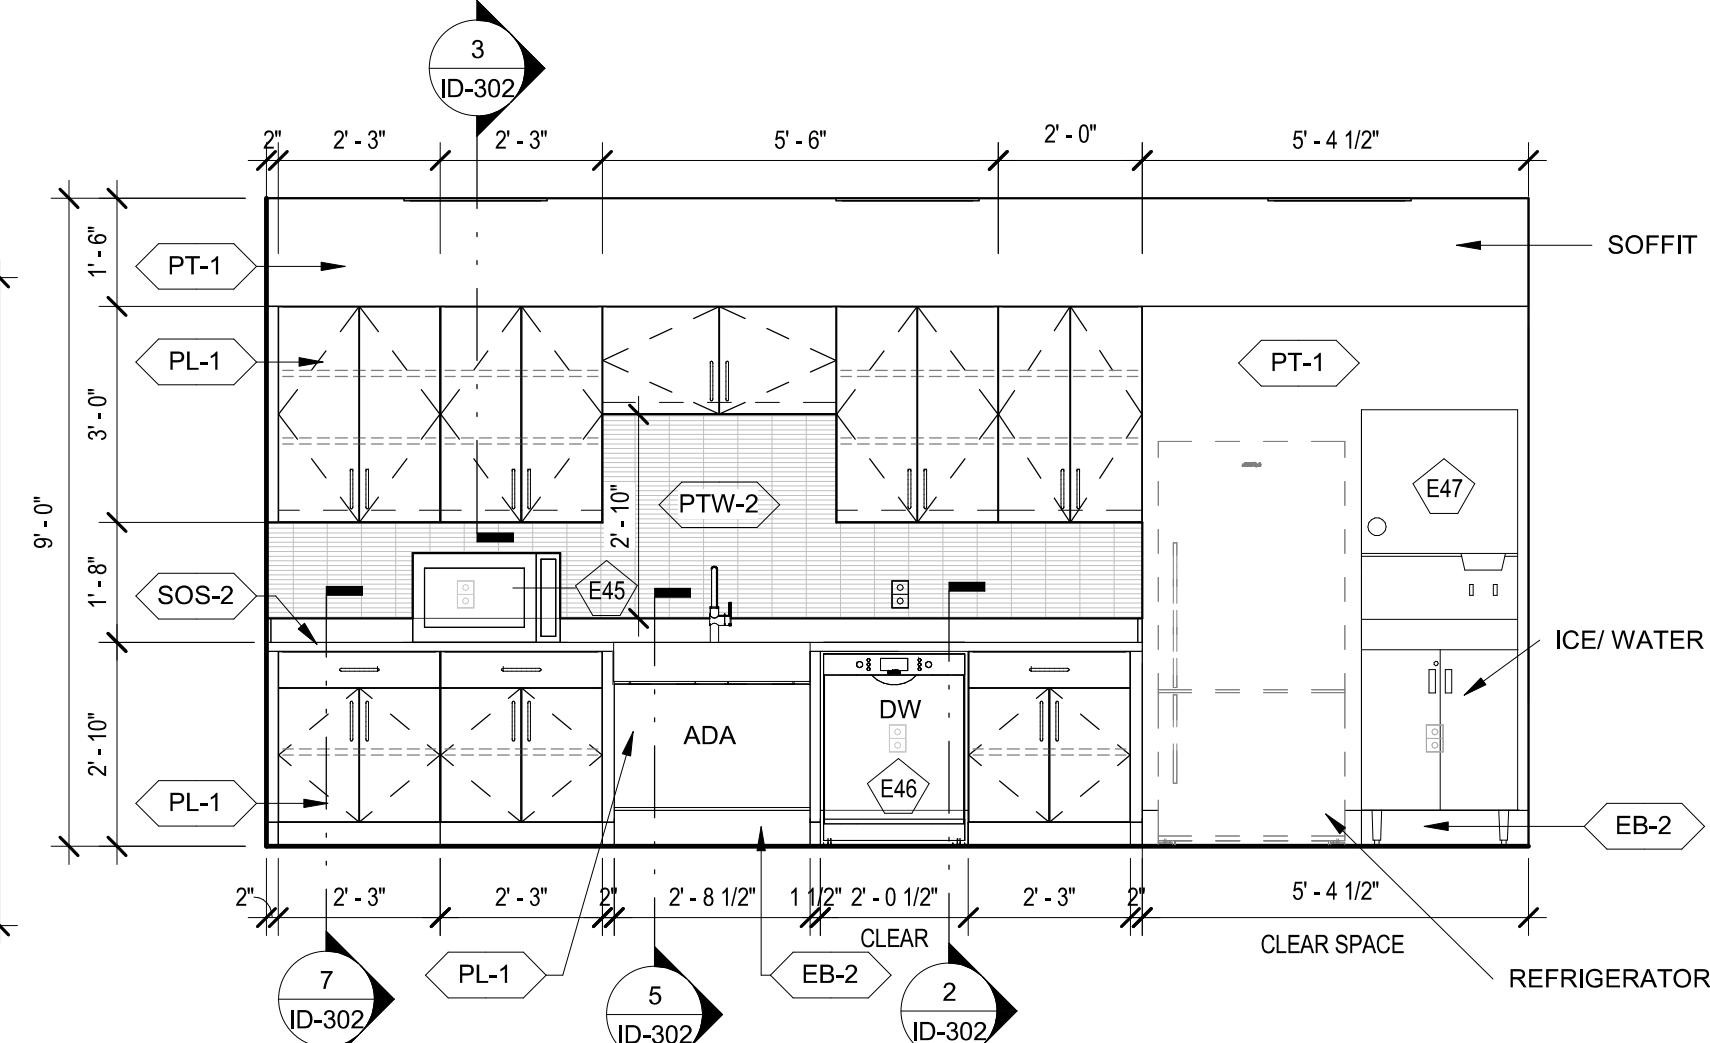 3
ID-302
2"
2' - 3"
2' - 3"
5' - 6"
2' - 0"
5' - 4 1/2"
1' - 6"
PT-1
SOFFIT
PL-1
PT-1
3' - 0"
E47
9' - 0"
2' - 10"
PTW-2
1' - 8"
SOS-2
E45
ICE/ WATER
DW
ADA
2' - 10"
E46
PL-1
EB-2
2"
2' - 3"
2' - 3"
2"
2' - 8 1/2"
1 1/2"
2' - 0 1/2"
2' - 3"
2"
5' - 4 1/2"
CLEAR
CLEAR SPACE
PL-1
EB-2
REFRIGERATOR
7
ID-302
5
ID-302
2
ID-302